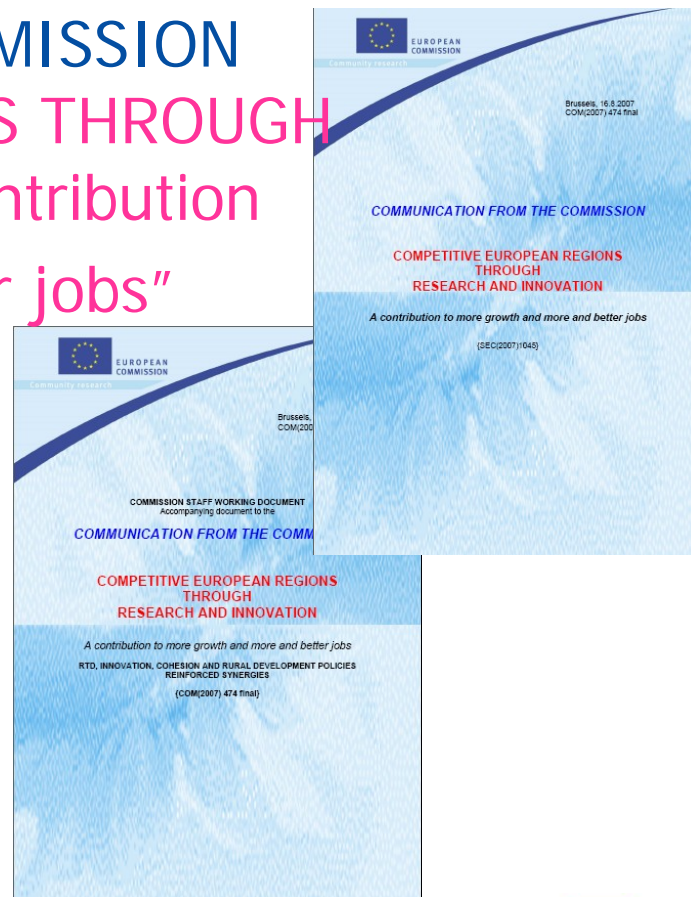 MISSION
S THROUGH
ntribution
r jobs”
EUROPEAN
COMMISSION
Community research
Brussels, 16.8.2007
COM(2007) 474 final
COMMUNICATION FROM THE COMMISSION
COMPETITIVE EUROPEAN REGIONS
THROUGH
RESEARCH AND INNOVATION
A contribution to more growth and more and better jobs
{SEC(2007)1045}
EUROPEAN
COMMISSION
Community research
Brussels,
COM(200
COMMISSION STAFF WORKING DOCUMENT
Accompanying document to the
COMMUNICATION FROM THE COMM
COMPETITIVE EUROPEAN REGIONS
THROUGH
RESEARCH AND INNOVATION
A contribution to more growth and more and better jobs
RTD, INNOVATION, COHESION AND RURAL DEVELOPMENT POLICIES
REINFORCED SYNERGIES
{COM(2007) 474 final}